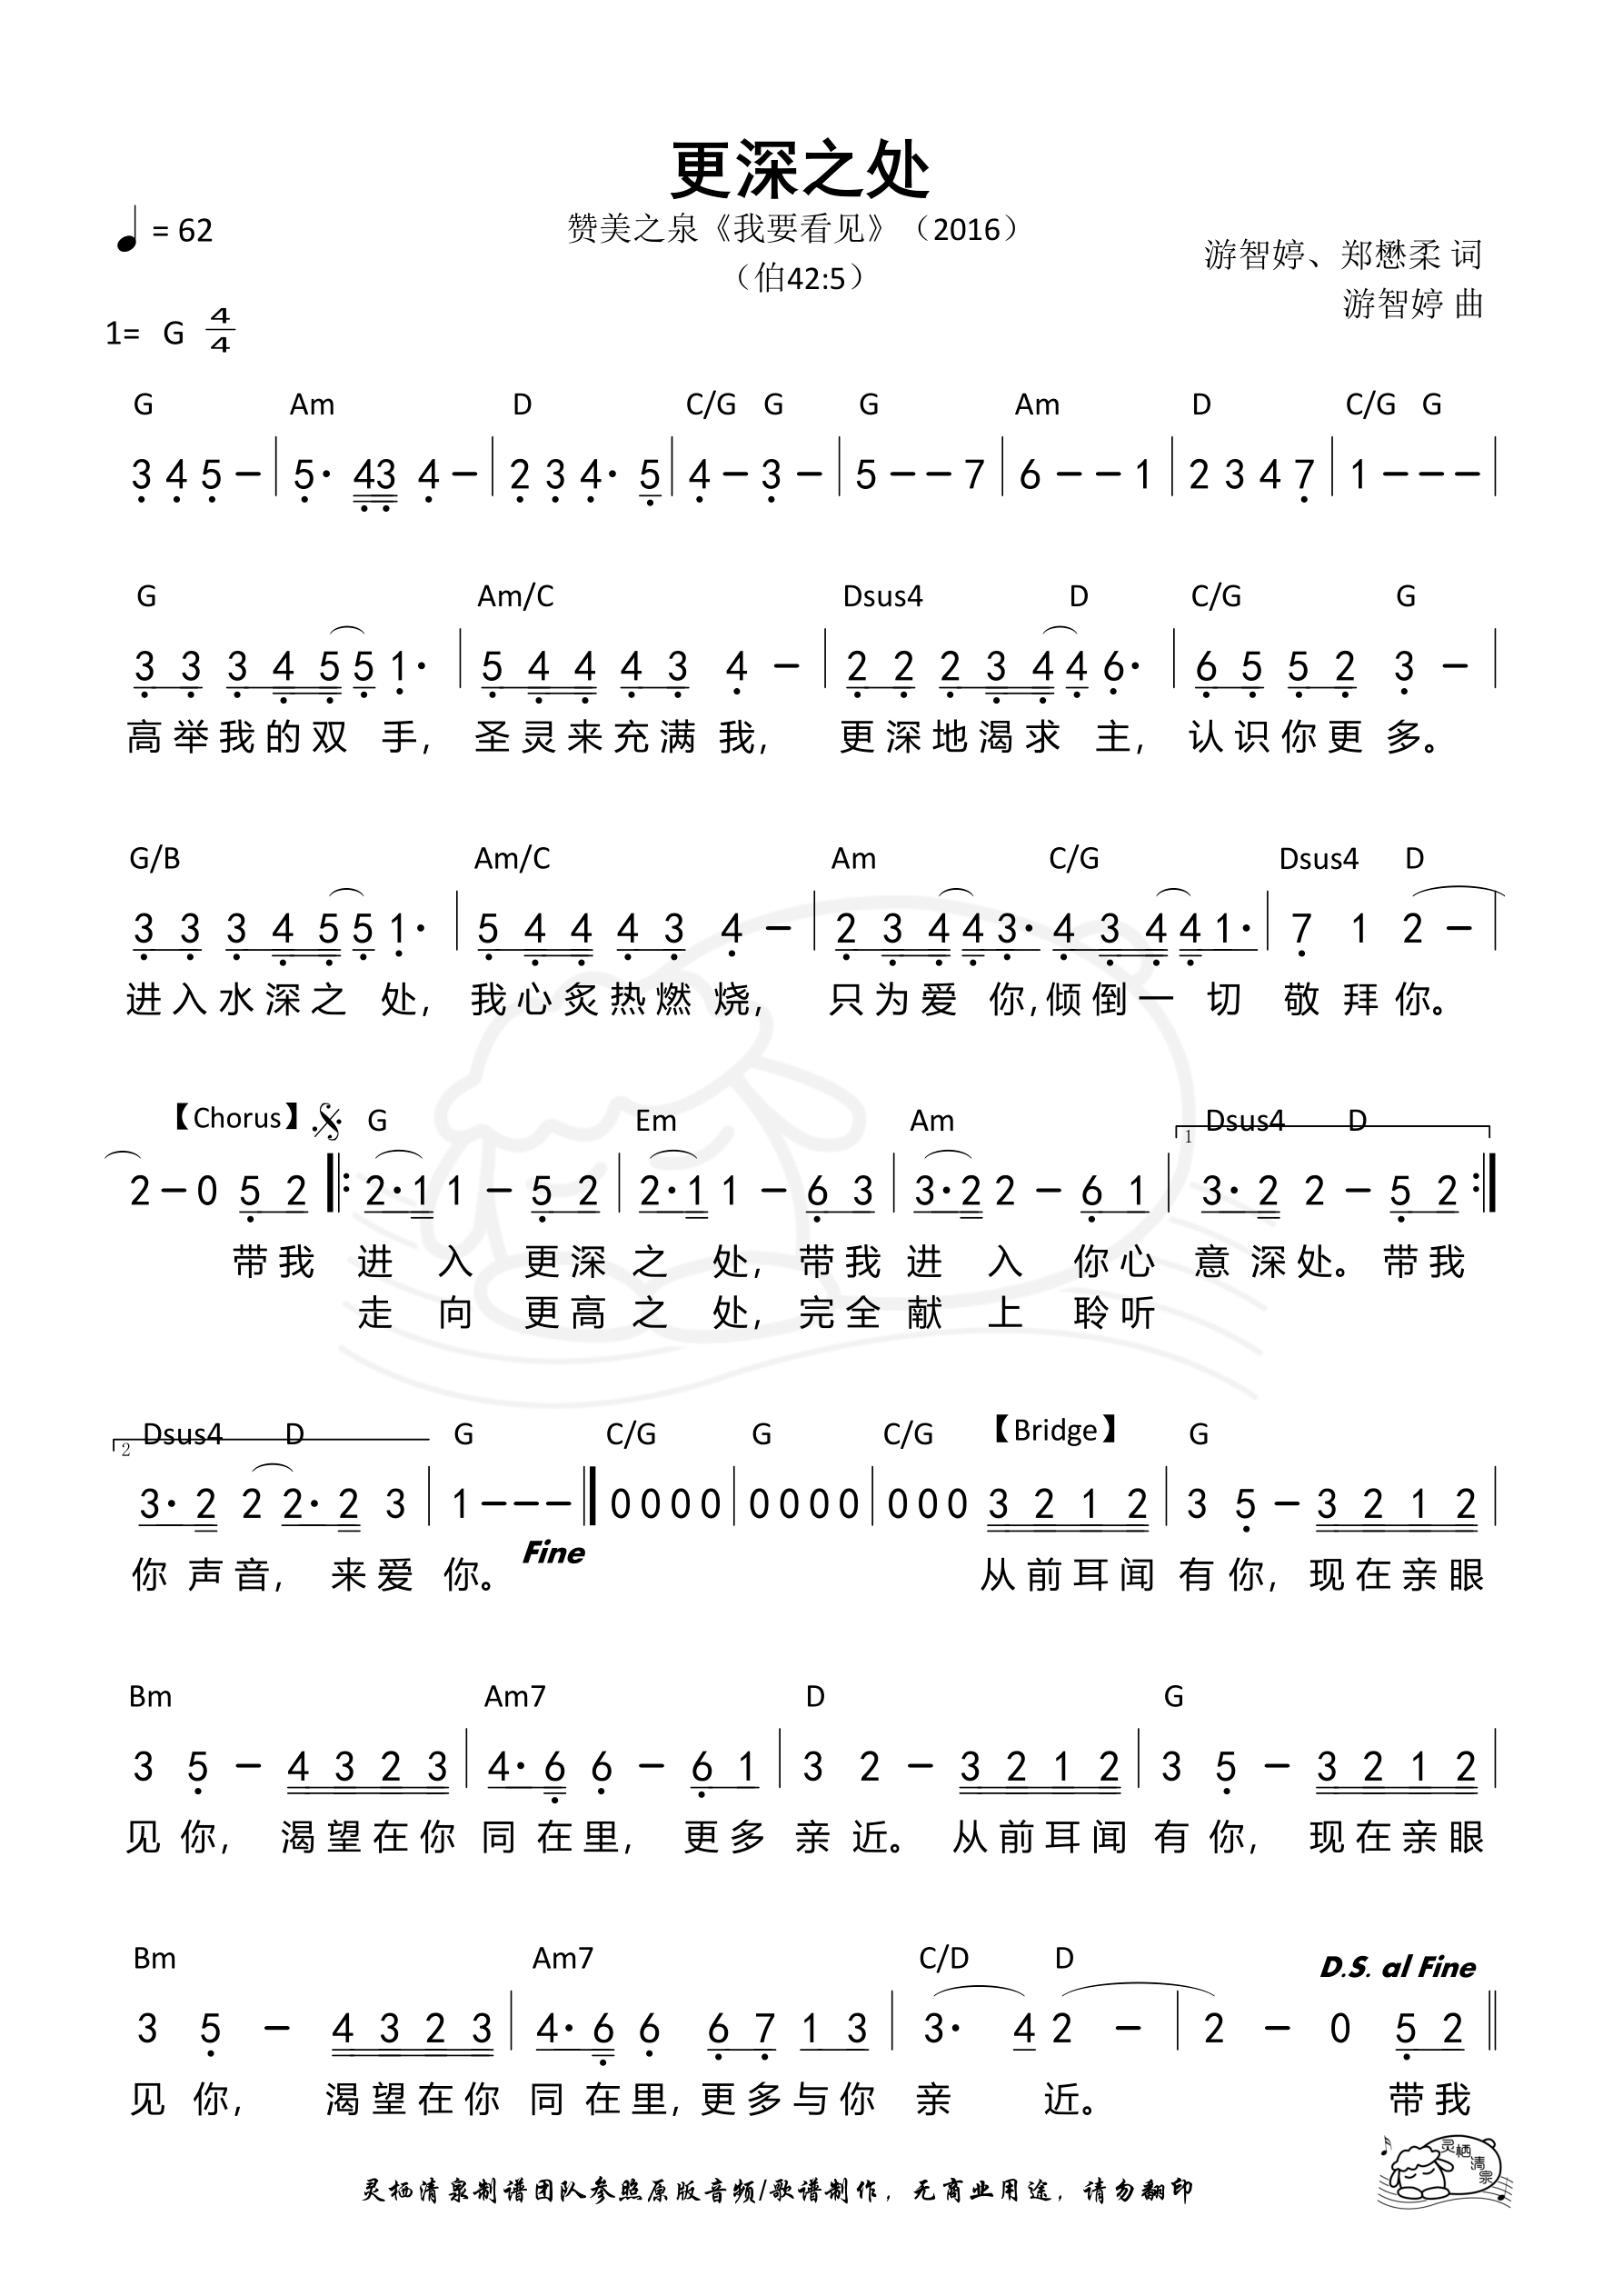 更深之处
= 62
赞美之泉《我要看见》（2016）
（伯42:5）
游智婷、郑懋柔 词
游智婷 曲
1= G 4/4
G Am D C/G G G Am D C/G G
3 4 5 – | 5· 43 4 – | 2 3 4· 5 | 4 – 3 – | 5 – – 7 | 6 – – 1 | 2 3 4 7 | 1 – – – |
G Am/C Dsus4 D C/G G
3 3 3 4 5 5 1· | 5 4 4 4 3 4 – | 2 2 2 3 4 4 6· | 6 5 5 2 3 – |
高举我的双 手，圣灵来充满 我，更深地渴求 主，认识你更 多。
G/B Am/C Am C/G Dsus4 D
3 3 3 4 5 5 1· | 5 4 4 4 3 4 – | 2 3 4 4 3· 4 3 4 4 1· | 7 1 2 – |
进入水深之 处，我心炙热燃 烧，只为爱 你,倾倒一 切 敬 拜 你。
【Chorus】 G Em Am 1 Dsus4 D
2 – 0 5 2 |: 2·1 1 – 5 2 | 2·1 1 – 6 3 | 3·2 2 – 6 1 | 3·2 2 – 5 2 :|
带我 进 入 更深 之 处，带我 进 入 你心 意 深处。带我
走 向 更高 之 处，完全 献 上 聆听
2 Dsus4 D G C/G G C/G 【Bridge】 G
3·2 2 2·2 3 | 1 – – – | 0 0 0 0 | 0 0 0 0 | 0 0 0 3 2 1 2 | 3 5 – 3 2 1 2 |
Fine
你 声音， 来爱 你。 从前耳闻 有你，现在亲眼
Bm Am7 D G
3 5 – 4 3 2 3 | 4·6 6 – 6 1 | 3 2 – 3 2 1 2 | 3 5 – 3 2 1 2 |
见 你， 渴望在你 同 在里， 更多 亲 近。 从前耳闻 有 你， 现在亲眼
Bm Am7 C/D D D.S. al Fine
3 5 – 4 3 2 3 | 4·6 6 6 7 1 3 | 3· 4 2 – | 2 – 0 5 2 ||
见 你， 渴望在你 同 在里，更多与你 亲 近。 带我
灵栖清泉制谱团队参照原版音频/歌谱制作，无商业用途，请勿翻印
灵栖清泉